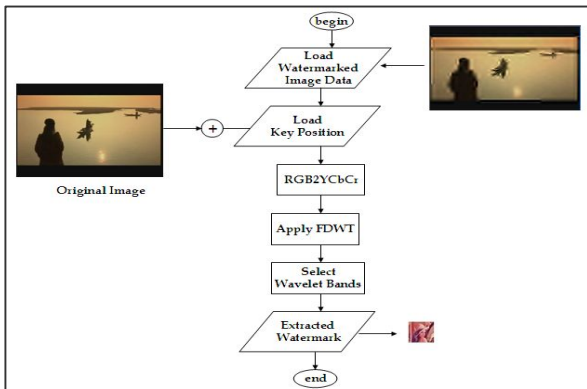 begin
Load
Watermarked
Image Data
+
Load
Key Position
Original Image
RGB2YCbCr
Apply FDWT
Select
Wavelet Bands
Extracted
Watermark
end